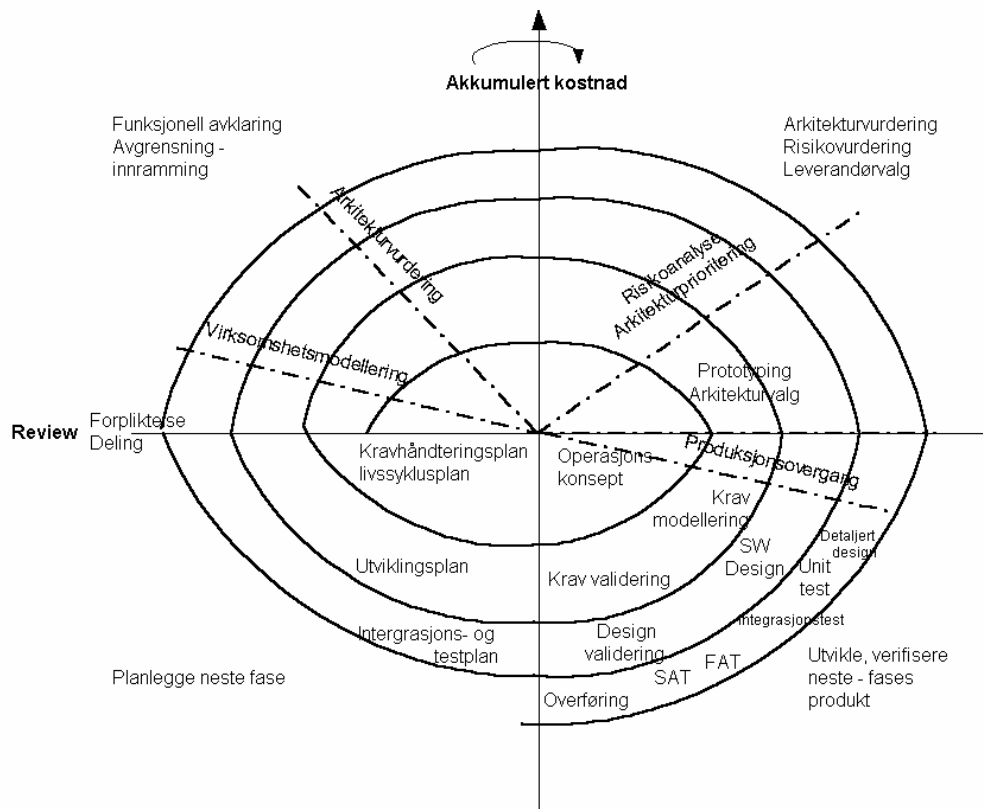 Akkumulert kostnad
Funksjonell avklaring
Avgrensning -
innramming
Arkitekturvurdering
Risikovurdering
Leverandørvalg
Arkitekturvurdering
Risikoanalyse
Arkitekturprioritering
Virksomshetsmodellering
Prototyping
Arkitekturvalg
Review
Forpliktelse
Deling
Kravhåndteringsplan
livssyklusplan
Operasjons-
konsept
Produksjonsovergang
Krav
modellering
Detaljert
design
SW
Design
Unit
test
Utviklingsplan
Krav validering
Integrasjonstest
Intergrasjons- og
testplan
Design
validering
FAT
SAT
Overføring
Planlegge neste fase
Utvikle, verifisere
neste - fases
produkt